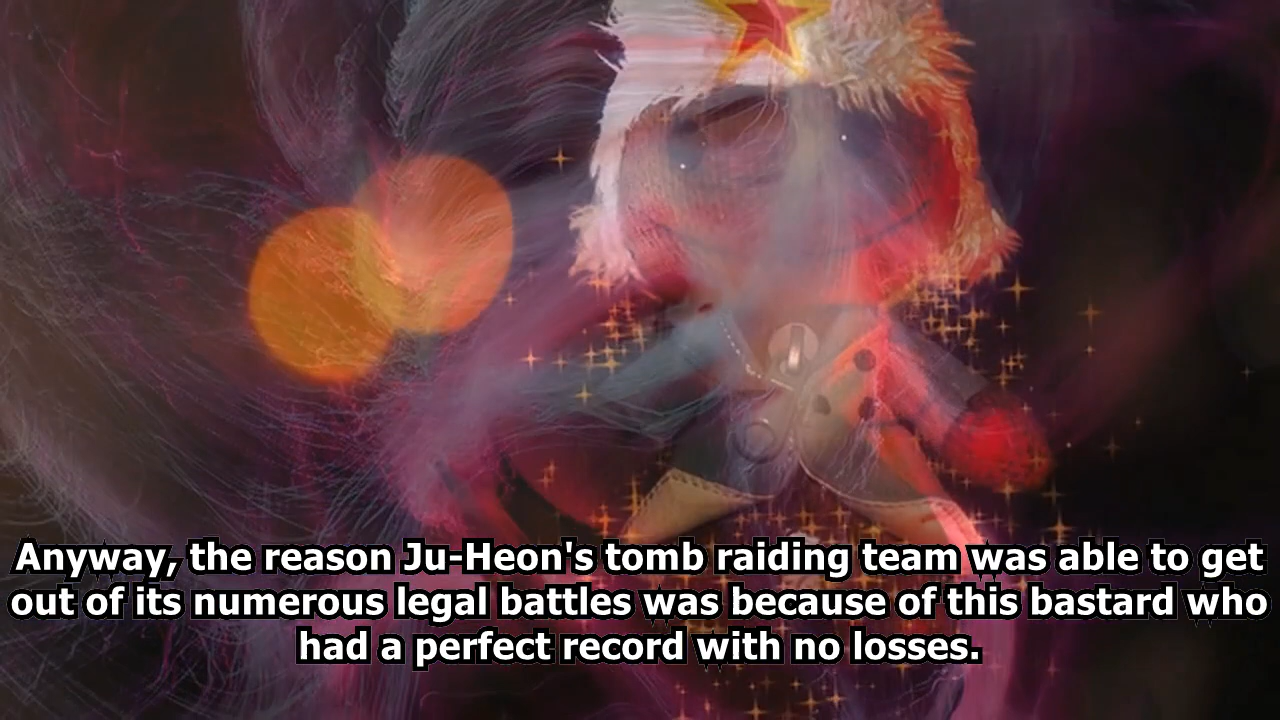 Anyway, the reason Ju-Heon's tomb raiding team was able to get
out of its numerous legal battles was because of this bastard who
had a perfect record with no losses.